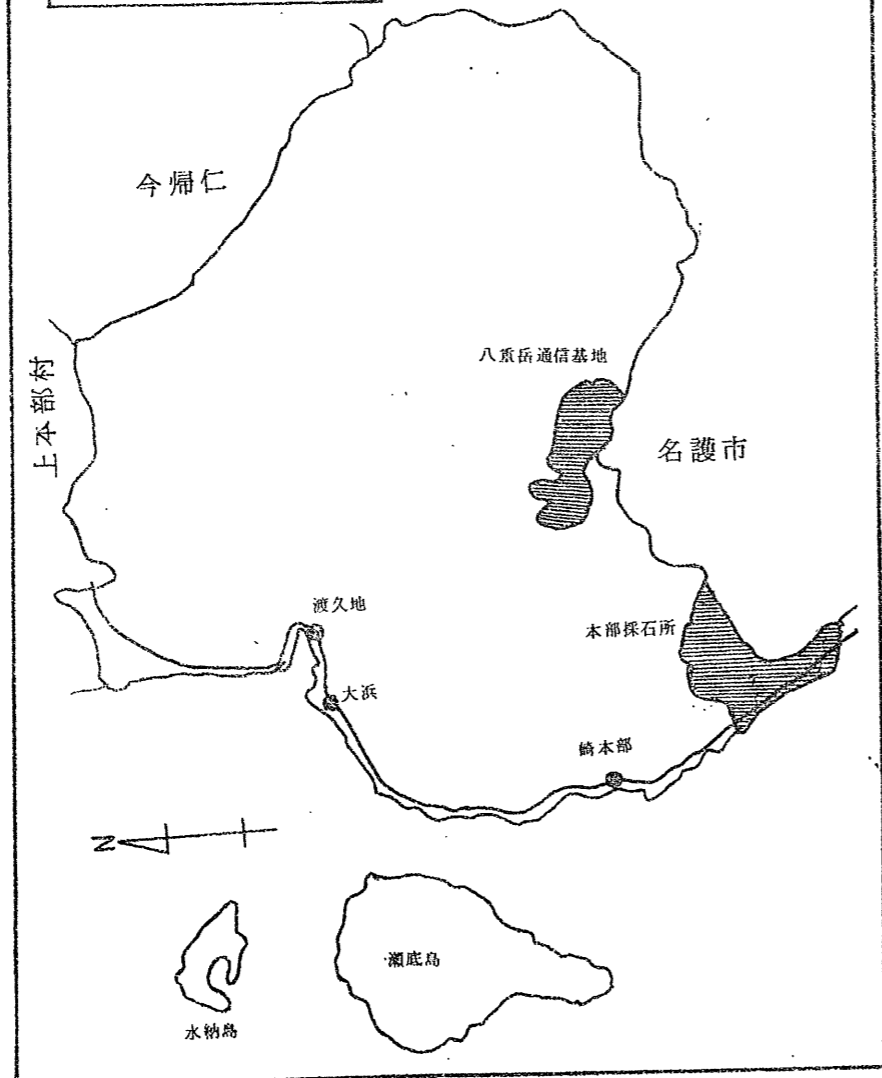 今帰仁
上本部村
八重岳通信基地
名護市
渡久地
本部採石所
大浜
崎本部
N
瀬底島
水納島